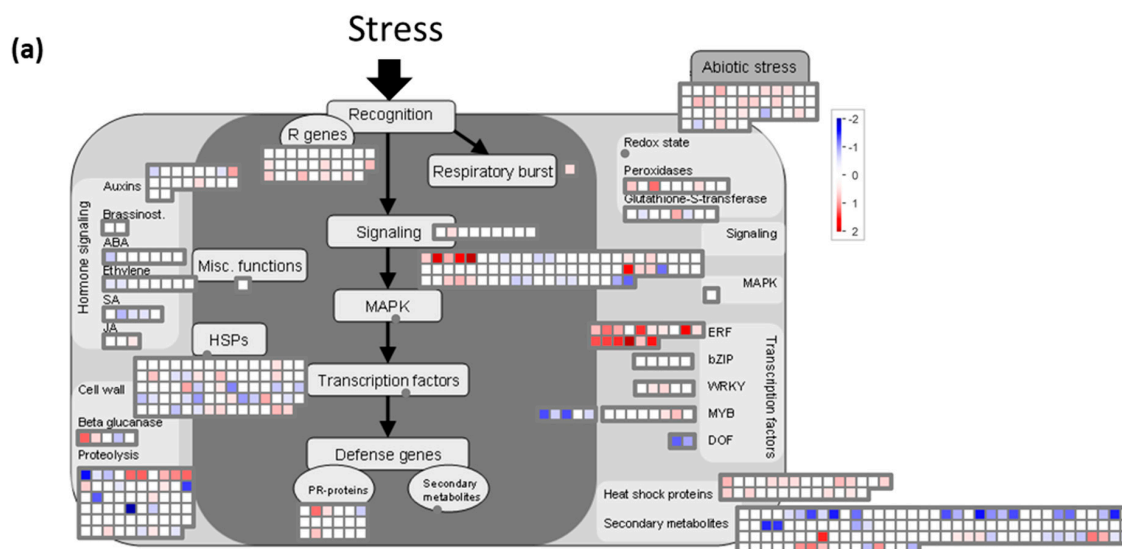 (a)
Stress
Abiotic stress
Recognition
R genes
Respiratory burst
Redox state
Peroxidases
Glutathione-S-transferase
-2
-1
0
1
2
Auxins
Hormone signaling
Brassinost.
ABA
Ethylene
SA
JA
Misc. functions
Signaling
Signaling
MAPK
MAPK
HSPs
Cell wall
Transcription factors
ERF
bZIP
WRKY
MYB
DOF
Transcription factors
Beta glucanase
Proteolysis
Defense genes
PR-proteins
Secondary
metabolites
Heat shock proteins
Secondary metabolites